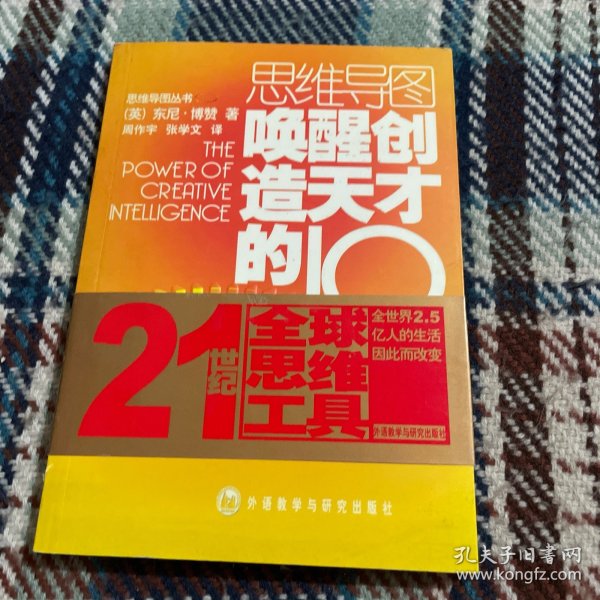 思维导图丛书
(英) 东尼·博赞 著
周作宇 张学文 译
THE
POWER OF
CREATIVE
INTELLIGENCE
思维导图
唤醒创
造天才
的10
21
世纪
全球
思维
工具
全世界2.5
亿人的生活
因此而改变
外语教学与研究出版社
外语教学与研究出版社
孔夫子旧书网
www.kongfz.com